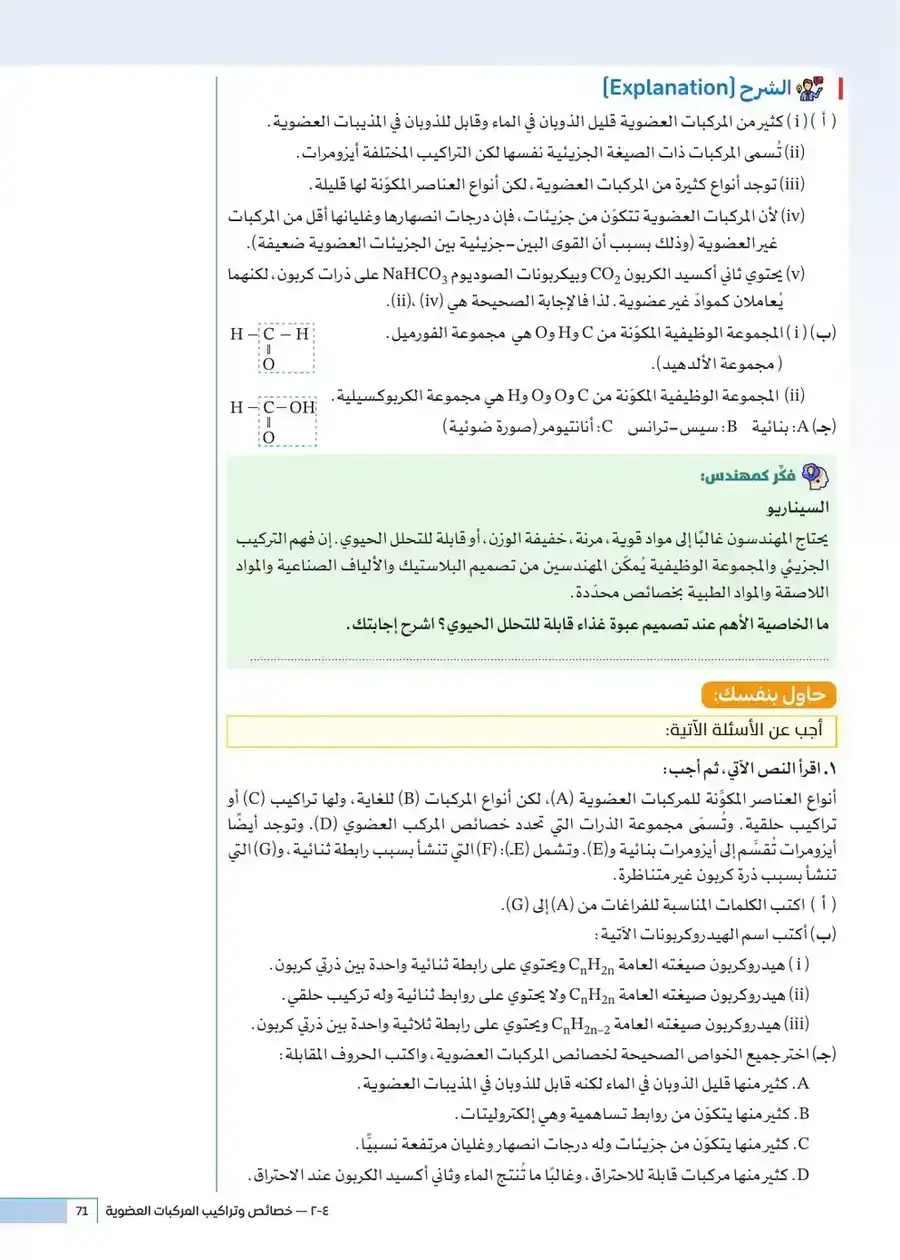 الشرح (Explanation)
( أ ) ( i ) كثير من المركبات العضوية قليل الذوبان في الماء وقابل للذوبان في المذيبات العضوية.
(ii) تُسمى المركبات ذات الصيغة الجزيئية نفسها لكن التراكيب المختلفة أيزومرات.
(iii) توجد أنواع كثيرة من المركبات العضوية، لكن أنواع العناصر المكوّنة لها قليلة.
(iv) لأن المركبات العضوية تتكوّن من جزيئات، فإن درجات انصهارها وغليانها أقل من المركبات
غير العضوية (وذلك بسبب أن القوى البين-جزيئية بين الجزيئات العضوية ضعيفة).
(v) يحتوي ثاني أكسيد الكربون CO₂ وبيكربونات الصوديوم NaHCO₃ على ذرات كربون، لكنهما
يُعاملان كموادّ غير عضوية. لذا فالإجابة الصحيحة هي (iv) ،(ii).
(ب) ( i ) المجموعة الوظيفية المكوّنة من C وH وO هي مجموعة الفورميل.
H – C – H
O
( مجموعة الألدهيد).
(ii) المجموعة الوظيفية المكوّنة من C وO وO وH هي مجموعة الكربوكسيلية.
H – C – OH
O
(جـ) A: بنائية B: سيس-ترانس C: أنانتيومر (صورة ضوئية)
فكّر كمهندس:
السيناريو
يحتاج المهندسون غالبًا إلى مواد قوية، مرنة، خفيفة الوزن، أو قابلة للتحلل الحيوي. إن فهم التركيب
الجزيئي والمجموعة الوظيفية يُمكّن المهندسين من تصميم البلاستيك والألياف الصناعية والمواد
اللاصقة والمواد الطبية بخصائص محدّدة.
ما الخاصية الأهم عند تصميم عبوة غذاء قابلة للتحلل الحيوي؟ اشرح إجابتك.
حاول بنفسك:
أجب عن الأسئلة الآتية:
١. اقرأ النص الآتي، ثم أجب:
أنواع العناصر المكوَّنة للمركبات العضوية (A)، لكن أنواع المركبات (B) للغاية، ولها تراكيب (C) أو
تراكيب حلقية. وتُسمّى مجموعة الذرات التي تحدد خصائص المركب العضوي (D). وتوجد أيضًا
أيزومرات تُقسَّم إلى أيزومرات بنائية و(E). وتشمل (E): (F) التي تنشأ بسبب رابطة ثنائية، و(G) التي
تنشأ بسبب ذرة كربون غير متناظرة.
( أ ) اكتب الكلمات المناسبة للفراغات من (A) إلى (G).
(ب) أكتب اسم الهيدروكربونات الآتية:
( i ) هيدروكربون صيغته العامة CₙH₂ₙ ويحتوي على رابطة ثنائية واحدة بين ذرتي كربون.
(ii) هيدروكربون صيغته العامة CₙH₂ₙ ولا يحتوي على روابط ثنائية وله تركيب حلقي.
(iii) هيدروكربون صيغته العامة CₙH₂ₙ₋₂ ويحتوي على رابطة ثلاثية واحدة بين ذرتي كربون.
(جـ) اختر جميع الخواص الصحيحة لخصائص المركبات العضوية، واكتب الحروف المقابلة:
A. كثير منها قليل الذوبان في الماء لكنه قابل للذوبان في المذيبات العضوية.
B. كثير منها يتكوّن من روابط تساهمية وهي إلكتروليتات.
C. كثير منها يتكوّن من جزيئات وله درجات انصهار وغليان مرتفعة نسبيًّا.
D. كثير منها مركبات قابلة للاحتراق، وغالبًا ما تُنتج الماء وثاني أكسيد الكربون عند الاحتراق.
٤-٢ — خصائص وتراكيب المركبات العضوية 71